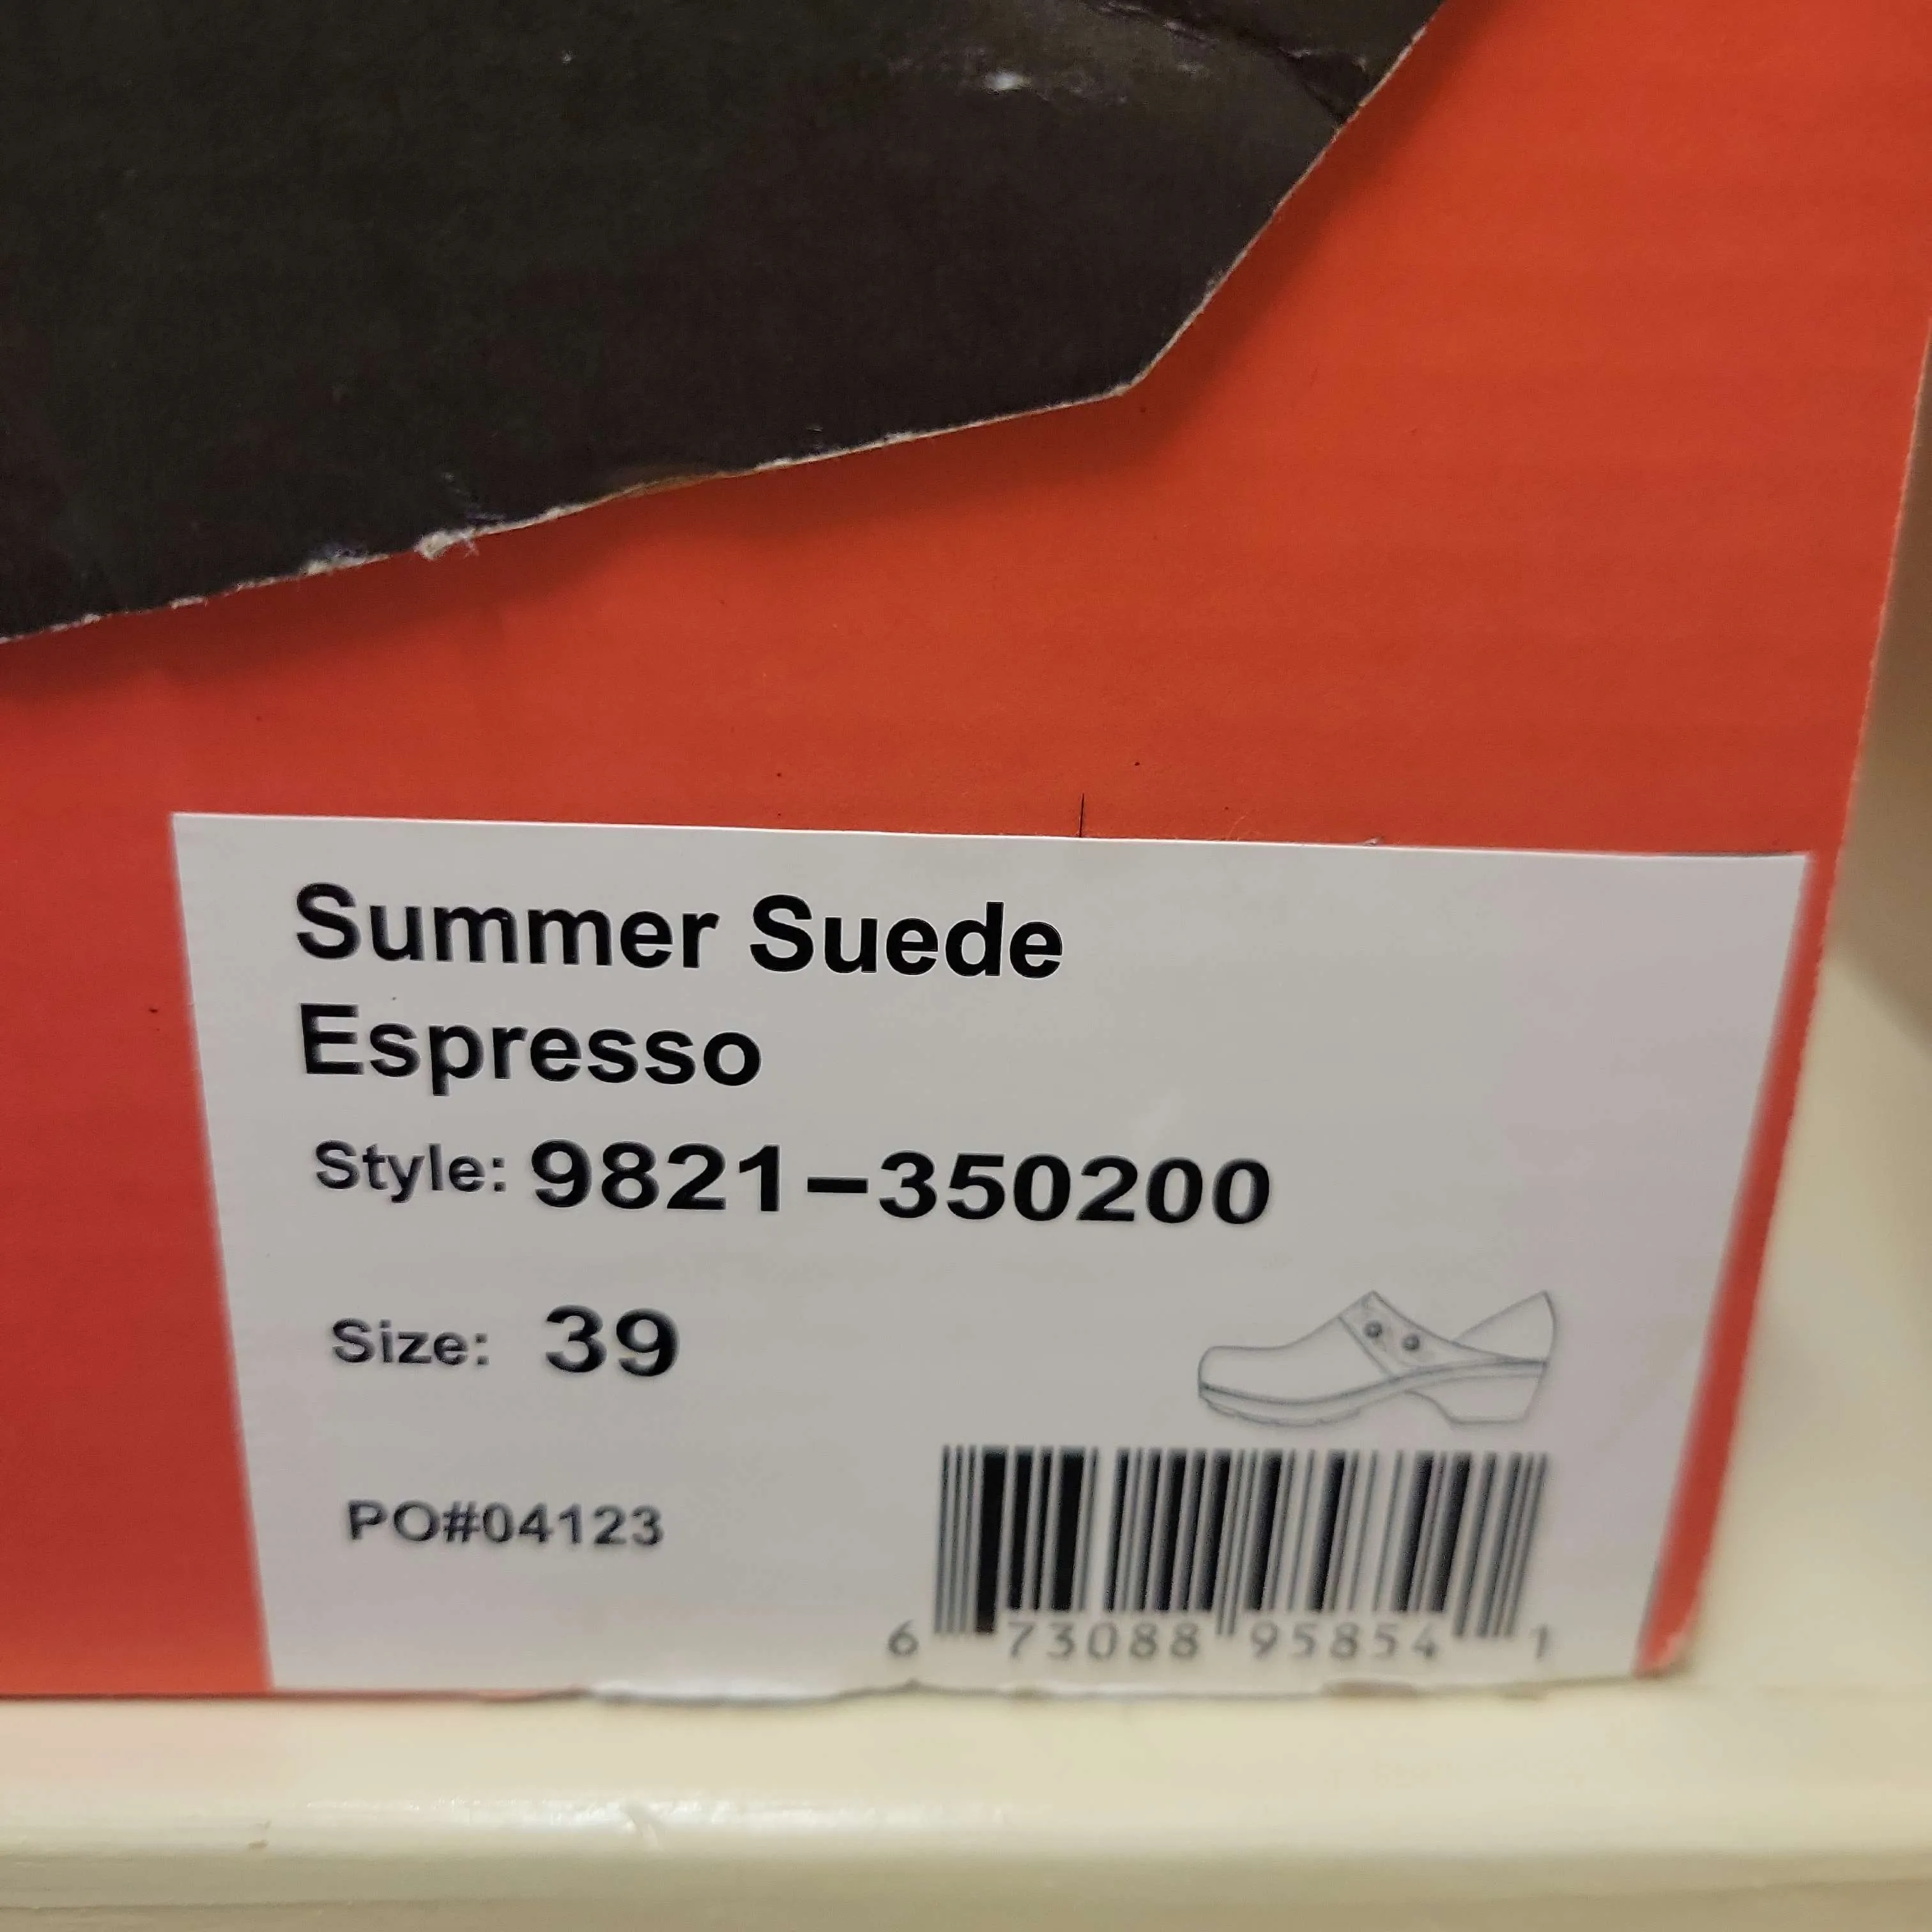 Summer Suede
Espresso
Style: 9821-350200
Size: 39
PO#04123
6 73088 95854 1